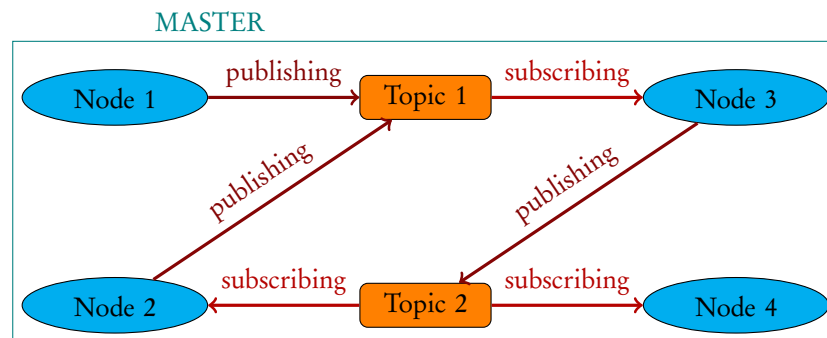 MASTER
publishing
subscribing
Node 1
Topic 1
Node 3
publishing
publishing
subscribing
subscribing
Node 2
Topic 2
Node 4